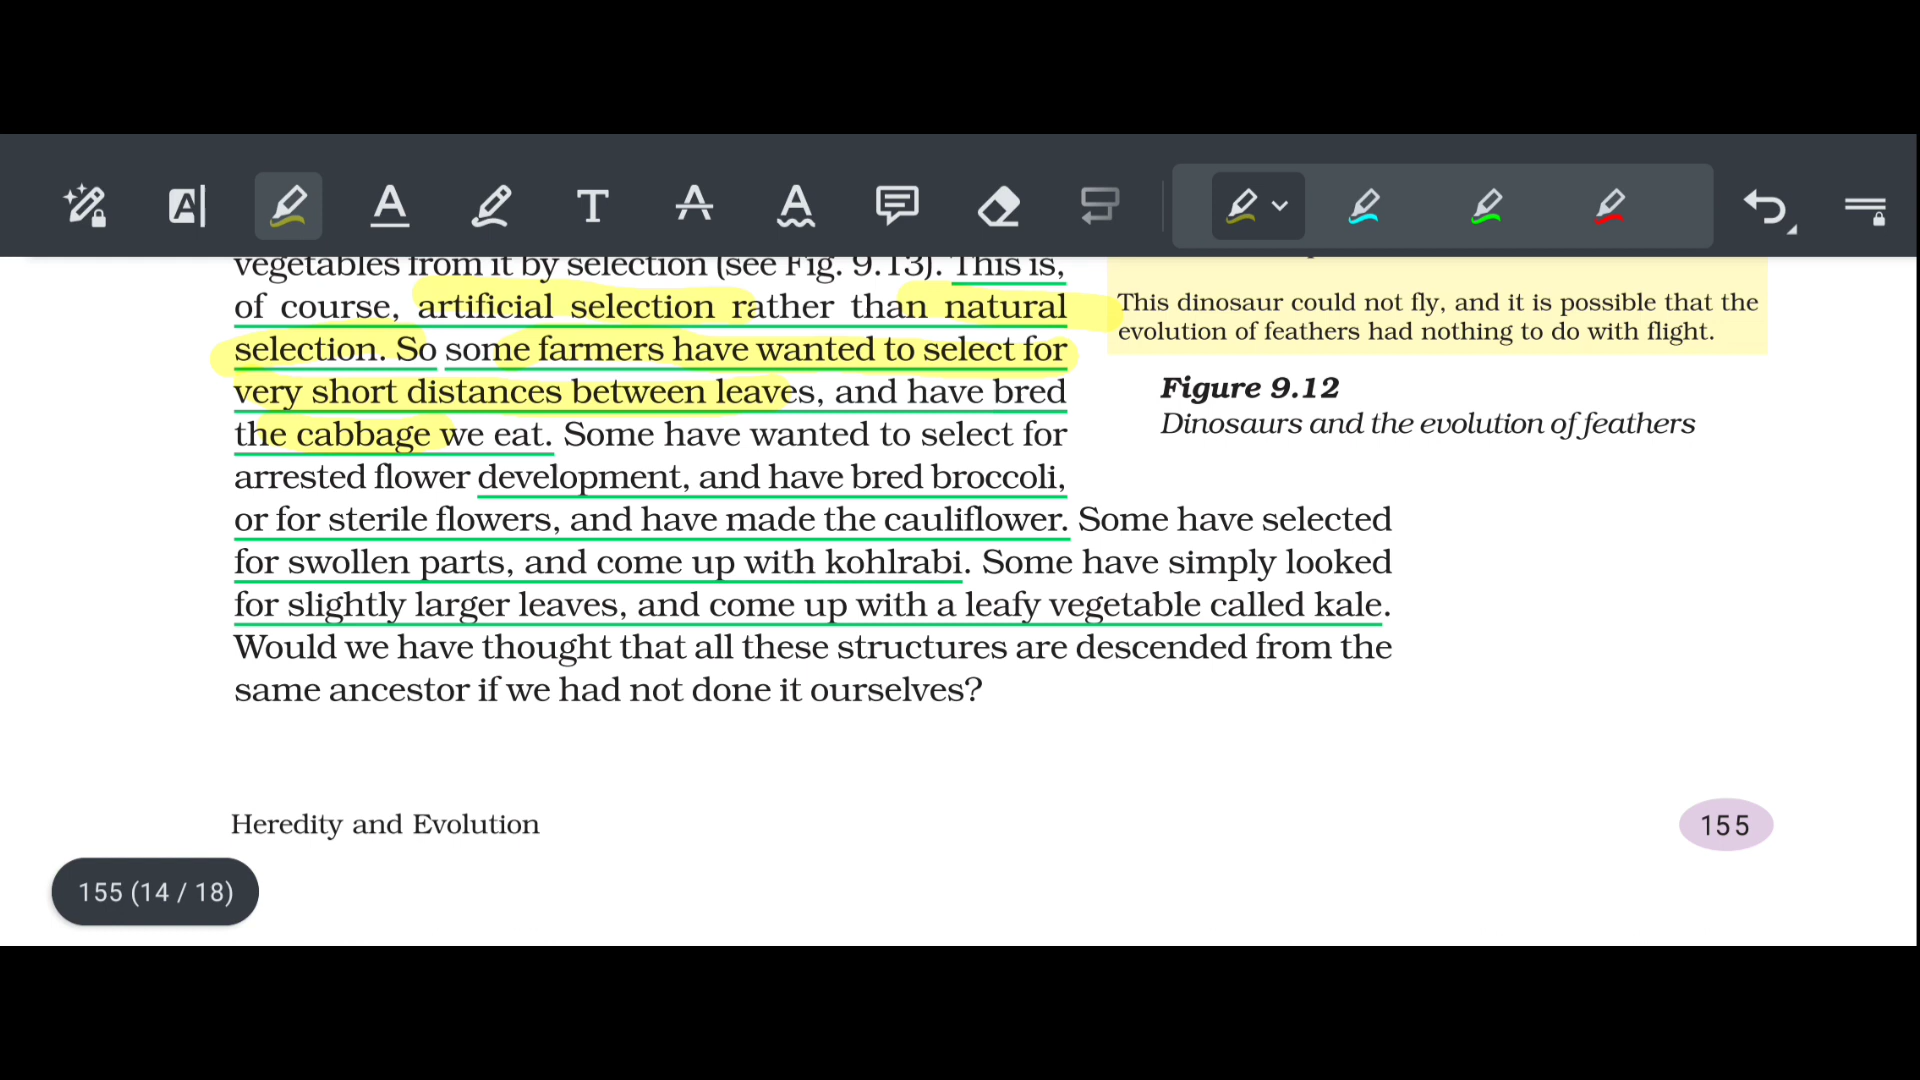 vegetables from it by selection (see Fig. 9.13). This is,
of course, artificial selection rather than natural
selection. So some farmers have wanted to select for
very short distances between leaves, and have bred
the cabbage we eat. Some have wanted to select for
arrested flower development, and have bred broccoli,
or for sterile flowers, and have made the cauliflower. Some have selected
for swollen parts, and come up with kohlrabi. Some have simply looked
for slightly larger leaves, and come up with a leafy vegetable called kale.
Would we have thought that all these structures are descended from the
same ancestor if we had not done it ourselves?
This dinosaur could not fly, and it is possible that the
evolution of feathers had nothing to do with flight.
Figure 9.12
Dinosaurs and the evolution of feathers
Heredity and Evolution
155
155 (14 / 18)